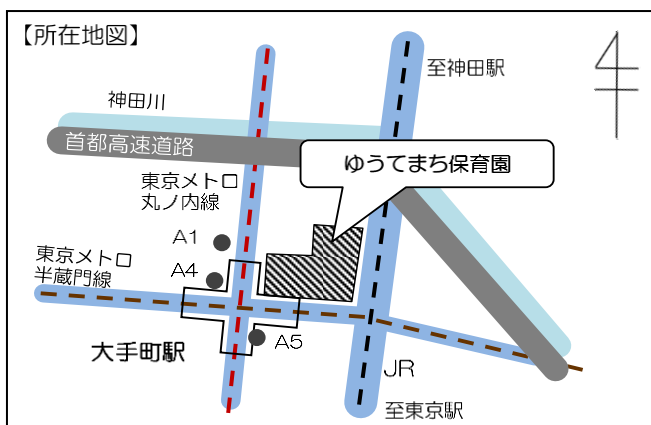 【所在地図】
至神田駅
神田川
首都高速道路
ゆうてまち保育園
東京メトロ
丸ノ内線
A1
東京メトロ
半蔵門線
A4
A5
大手町駅
JR
至東京駅